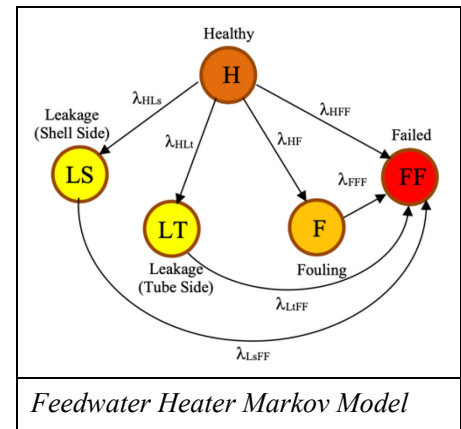 Healthy
H
λHLs
λHLt
λHF
λHFF
Leakage
(Shell Side)
Failed
λFFF
LS
FF
LT
F
Leakage
(Tube Side)
Fouling
λLtFF
λLsFF
Feedwater Heater Markov Model